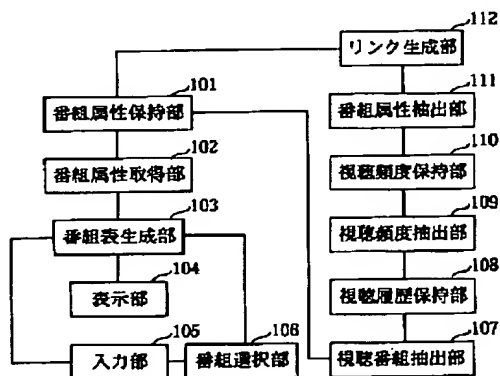 112
リンク生成部
101
番組属性保持部
111
番組属性抽出部
102
番組属性取得部
110
視聴頻度保持部
103
番組表生成部
109
視聴頻度抽出部
104
表示部
108
視聴履歴保持部
105
入力部
106
番組選択部
107
視聴番組抽出部